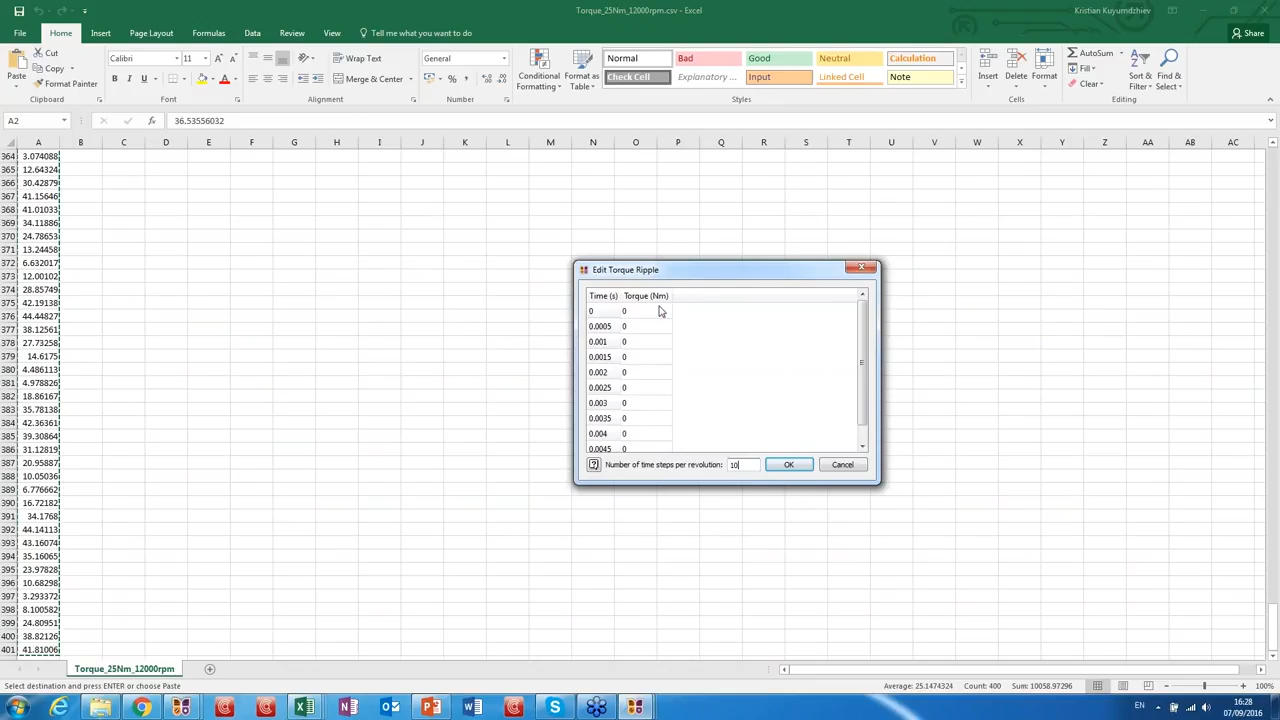 Torque_25Nm_12000rpm.csv - Excel
Kristian Kuyumdzhiev
File Home Insert Page Layout Formulas Data Review View Tell me what you want to do Share
Paste
Cut
Copy
Format Painter
Clipboard
Calibri 11
B I U
Font
Wrap Text
Merge & Center
Alignment
General
Number
Conditional Formatting
Format as Table
Normal Bad Good Neutral Calculation
Check Cell Explanatory ... Input Linked Cell Note
Styles
Insert Delete Format
Cells
AutoSum
Fill
Clear
Sort & Filter
Find & Select
Editing
A2 fx 36.53556032
A B C D E F G H I J K L M N O P Q R S T U V W X Y Z AA AB AC
364 3.074088
365 12.64324
366 30.42879
367 41.15646
368 41.01033
369 34.11886
370 24.78653
371 13.24458
372 6.632017
373 12.00102
374 28.85749
375 42.19138
376 44.44827
377 38.12561
378 27.73258
379 14.6175
380 4.486113
381 4.978826
382 18.86167
383 35.78138
384 42.36361
385 39.30864
386 31.12819
387 20.95887
388 10.05036
389 6.776662
390 16.72182
391 34.1768
392 44.14113
393 43.16074
394 35.16065
395 23.97828
396 10.68298
397 3.293372
398 8.100582
399 24.80951
400 38.82126
401 41.81006
Edit Torque Ripple
Time (s) Torque (Nm)
0 0
0.0005 0
0.001 0
0.0015 0
0.002 0
0.0025 0
0.003 0
0.0035 0
0.004 0
0.0045 0
Number of time steps per revolution: 10 OK Cancel
Torque_25Nm_12000rpm
Select destination and press ENTER or choose Paste
Average: 25.1474324 Count: 400 Sum: 10058.97296 100%
EN
16:28
07/09/2016